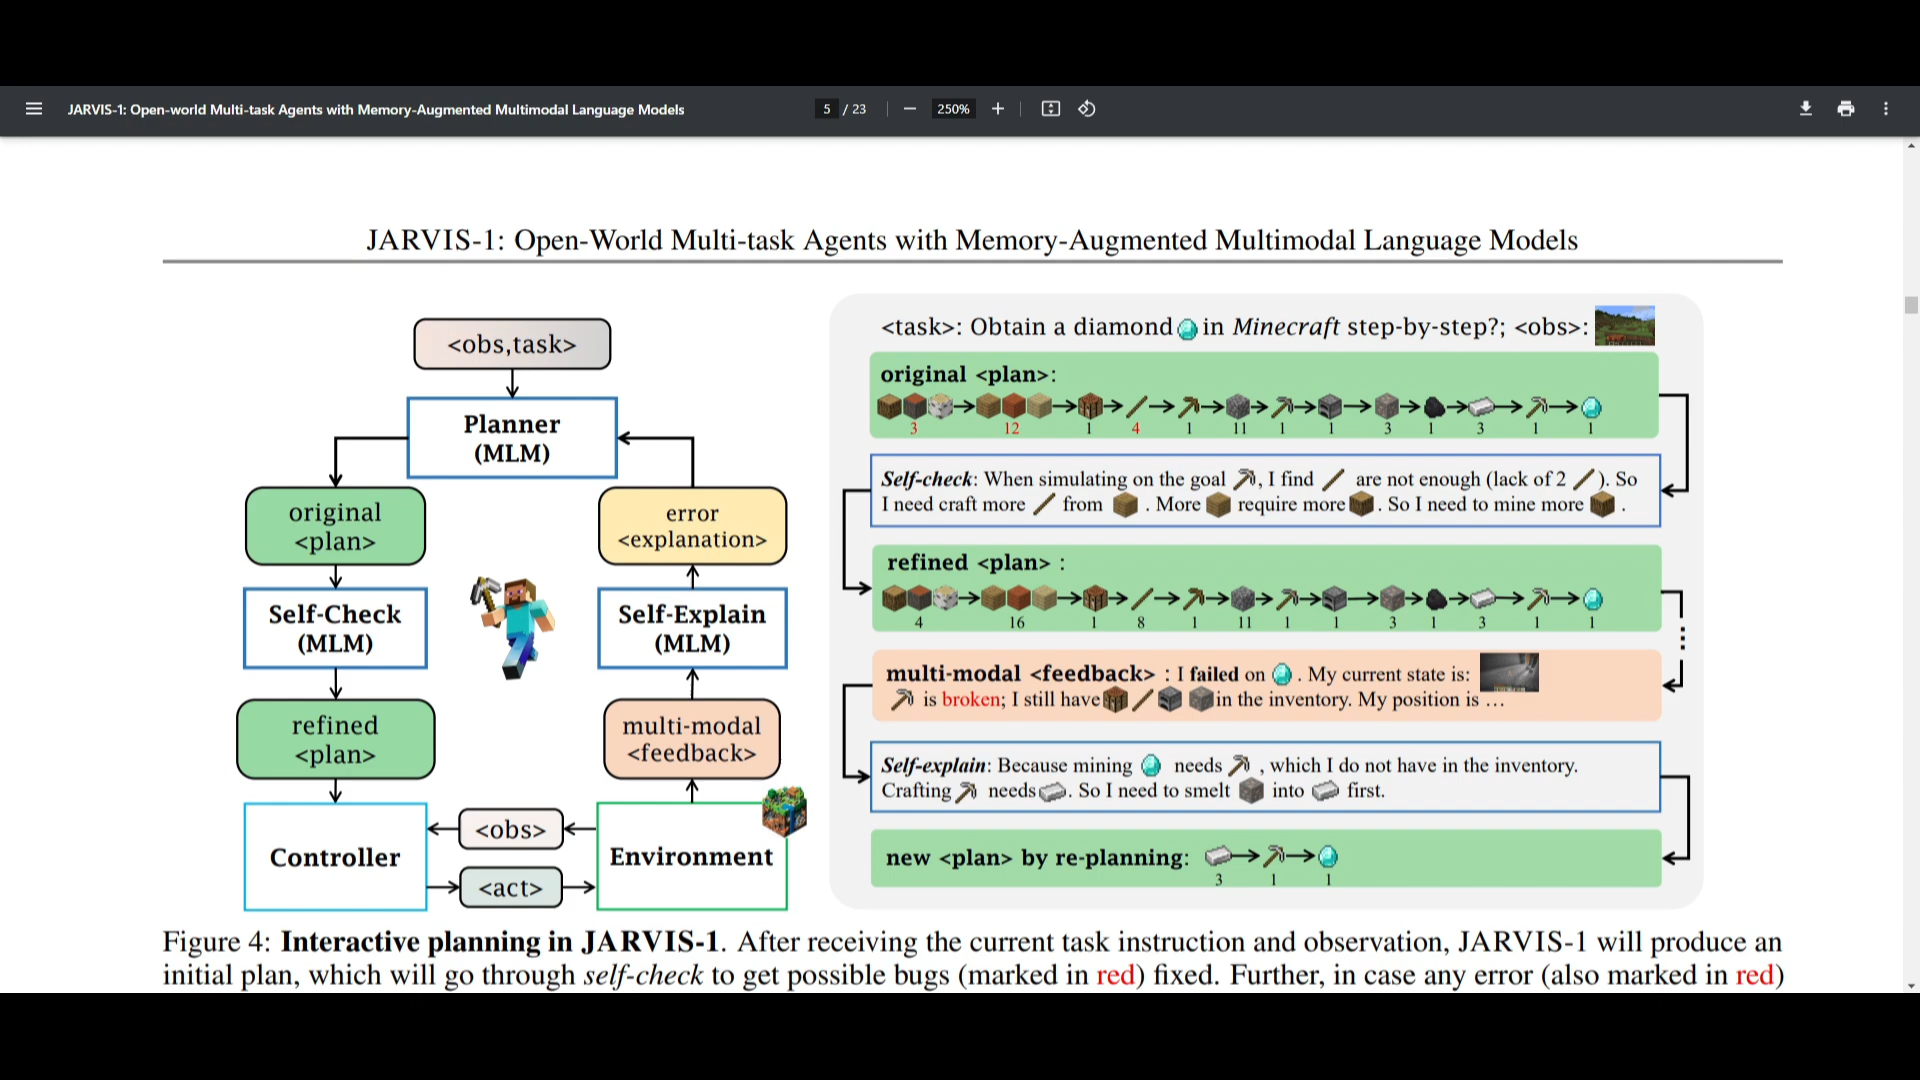 JARVIS-1: Open-world Multi-task Agents with Memory-Augmented Multimodal Language Models
5 / 23
250%
JARVIS-1: Open-World Multi-task Agents with Memory-Augmented Multimodal Language Models
<obs,task>
Planner
(MLM)
original
<plan>
error
<explanation>
Self-Check
(MLM)
Self-Explain
(MLM)
refined
<plan>
multi-modal
<feedback>
Controller
<obs>
<act>
Environment
<task>: Obtain a diamond in Minecraft step-by-step?; <obs>:
original <plan>:
3 12 1 4 1 11 1 1 3 1 3 1 1
Self-check: When simulating on the goal , I find are not enough (lack of 2 ). So
I need craft more from . More require more . So I need to mine more .
refined <plan> :
4 16 1 8 1 11 1 1 3 1 3 1 1
multi-modal <feedback> : I failed on . My current state is:
is broken; I still have in the inventory. My position is ...
Self-explain: Because mining needs , which I do not have in the inventory.
Crafting needs . So I need to smelt into first.
new <plan> by re-planning:
3 1 1
Figure 4: Interactive planning in JARVIS-1. After receiving the current task instruction and observation, JARVIS-1 will produce an
initial plan, which will go through self-check to get possible bugs (marked in red) fixed. Further, in case any error (also marked in red)